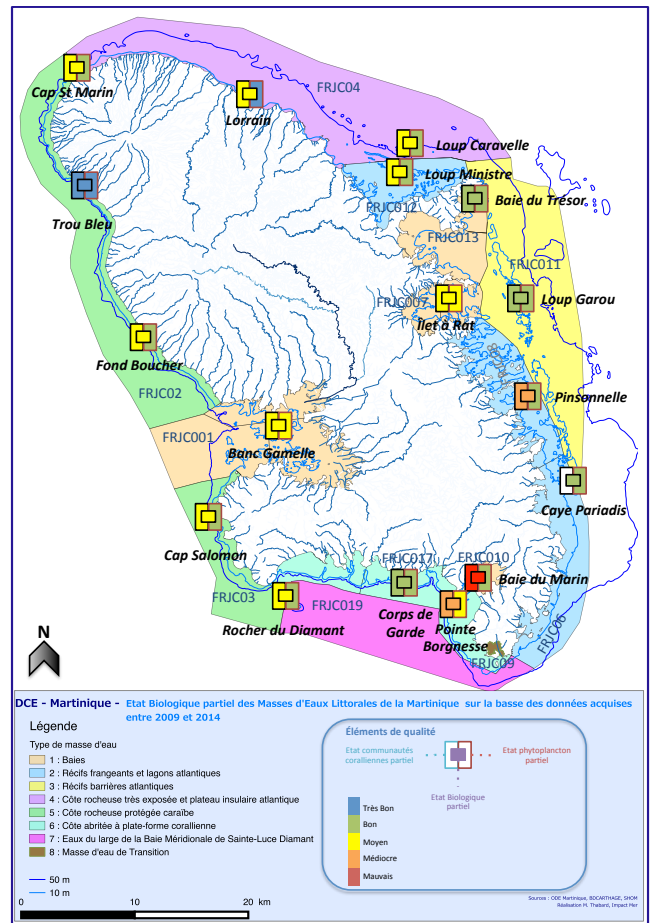 FRJC04
Cap St Marin
Lorrain
Loup Caravelle
Loup Ministre
Baie du Trésor
FRJC012
Trou Bleu
FRJC013
FRJC011
FRJC007
Loup Garou
Îlet à Rat
Fond Boucher
FRJC02
Pinsonnelle
FRJC001
Banc Gamelle
Caye Pariadis
Cap Salomon
FRJC017
FRJC010
Baie du Marin
FRJC03
FRJC019
Corps de
Garde
Pointe
Borgnesse
FRJC06
Rocher du Diamant
FRJC09
N
DCE - Martinique - Etat Biologique partiel des Masses d'Eaux Littorales de la Martinique sur la basse des données acquises
entre 2009 et 2014
Légende
Type de masse d'eau
1 : Baies
2 : Récifs frangeants et lagons atlantiques
3 : Récifs barrières atlantiques
4 : Côte rocheuse très exposée et plateau insulaire atlantique
5 : Côte rocheuse protégée caraïbe
6 : Côte abritée à plate-forme corallienne
7 : Eaux du large de la Baie Méridionale de Sainte-Luce Diamant
8 : Masse d'eau de Transition
50 m
10 m
0 10 20 km
Éléments de qualité
Etat communautés
coralliennes partiel
Etat phytoplancton
partiel
Etat Biologique
partiel
Très Bon
Bon
Moyen
Médiocre
Mauvais
Sources : ODE Martinique, BDCARTHAGE, SHOM
Réalisation M. Thabard, Impact Mer